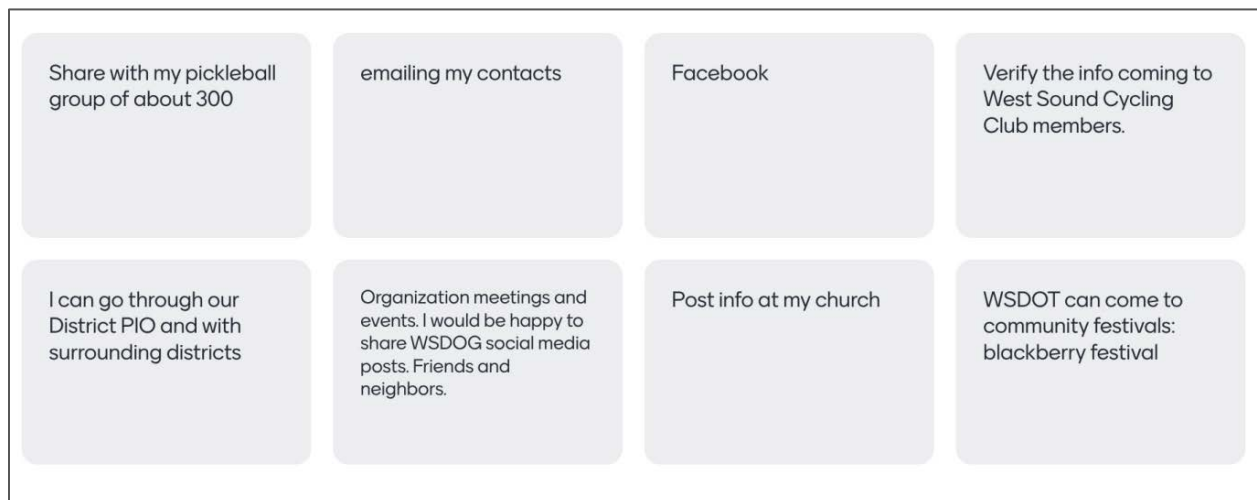 Share with my pickleball
group of about 300
emailing my contacts
Facebook
Verify the info coming to
West Sound Cycling
Club members.
I can go through our
District PIO and with
surrounding districts
Organization meetings and
events. I would be happy to
share WSDOG social media
posts. Friends and
neighbors.
Post info at my church
WSDOT can come to
community festivals:
blackberry festival